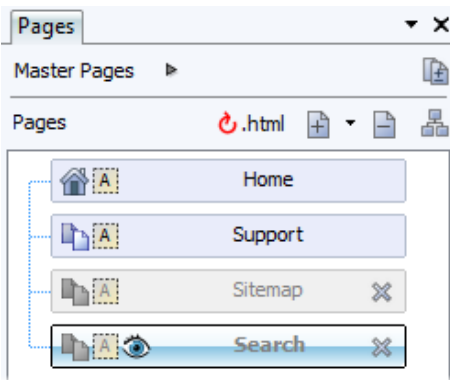 Pages
Master Pages
Pages .html
A Home
A Support
A Sitemap
A Search